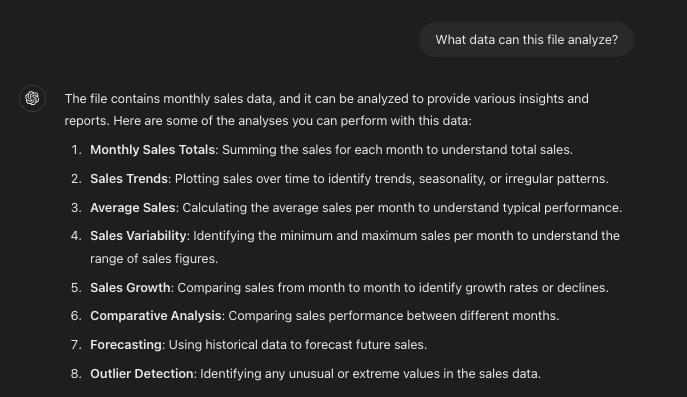 What data can this file analyze?
The file contains monthly sales data, and it can be analyzed to provide various insights and
reports. Here are some of the analyses you can perform with this data:
1. Monthly Sales Totals: Summing the sales for each month to understand total sales.
2. Sales Trends: Plotting sales over time to identify trends, seasonality, or irregular patterns.
3. Average Sales: Calculating the average sales per month to understand typical performance.
4. Sales Variability: Identifying the minimum and maximum sales per month to understand the
range of sales figures.
5. Sales Growth: Comparing sales from month to month to identify growth rates or declines.
6. Comparative Analysis: Comparing sales performance between different months.
7. Forecasting: Using historical data to forecast future sales.
8. Outlier Detection: Identifying any unusual or extreme values in the sales data.